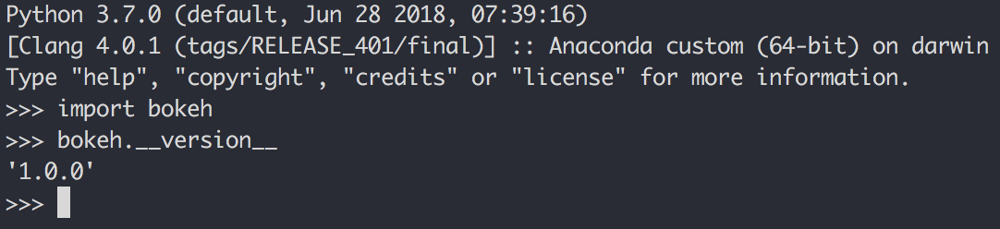 Python 3.7.0 (default, Jun 28 2018, 07:39:16)
[Clang 4.0.1 (tags/RELEASE_401/final)] :: Anaconda custom (64-bit) on darwin
Type "help", "copyright", "credits" or "license" for more information.
>>> import bokeh
>>> bokeh.__version__
'1.0.0'
>>>